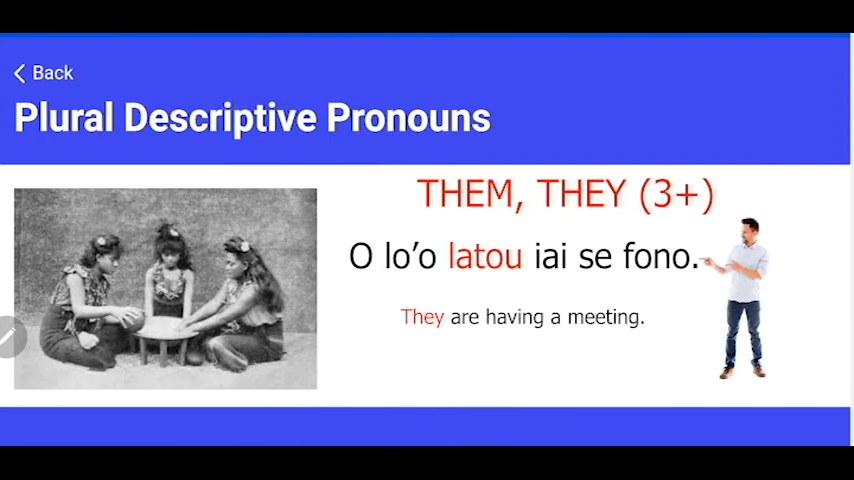 Back
Plural Descriptive Pronouns
THEM, THEY (3+)
O lo’o latou iai se fono.
They are having a meeting.